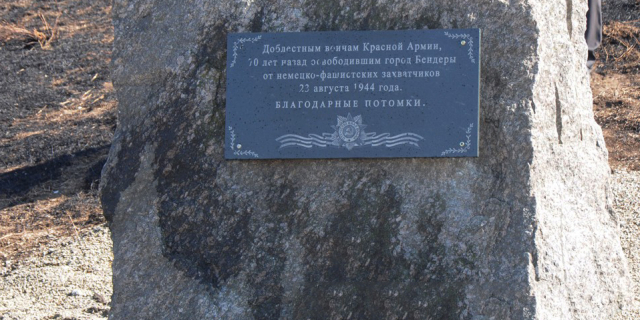 Доблестным воинам Красной Армии,
70 лет назад освободившим город Бендеры
от немецко-фашистских захватчиков
23 августа 1944 года.
БЛАГОДАРНЫЕ ПОТОМКИ.